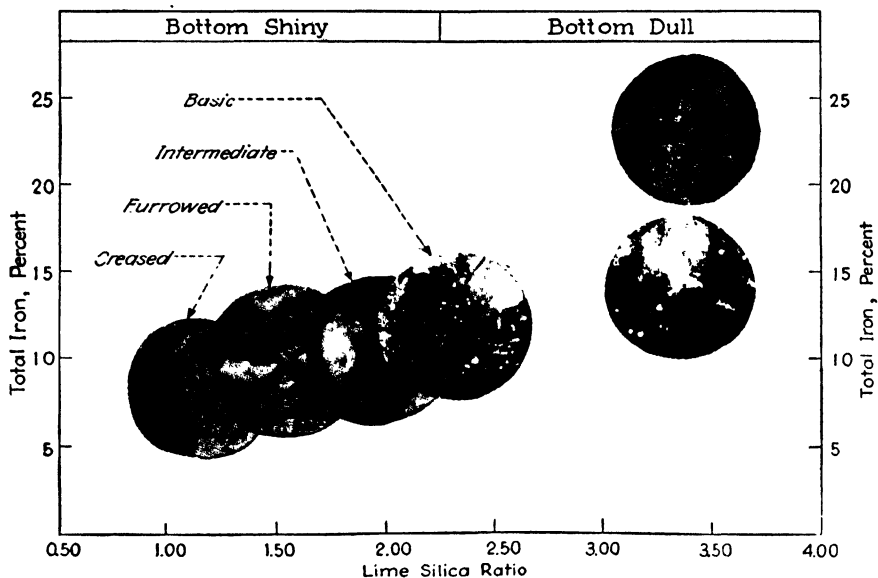 Bottom Shiny Bottom Dull
Basic
Intermediate
Furrowed
Creased
Total Iron, Percent
25
20
15
10
5
25
20
15
10
5
Total Iron, Percent
0.50 1.00 1.50 2.00 2.50 3.00 3.50 4.00
Lime Silica Ratio